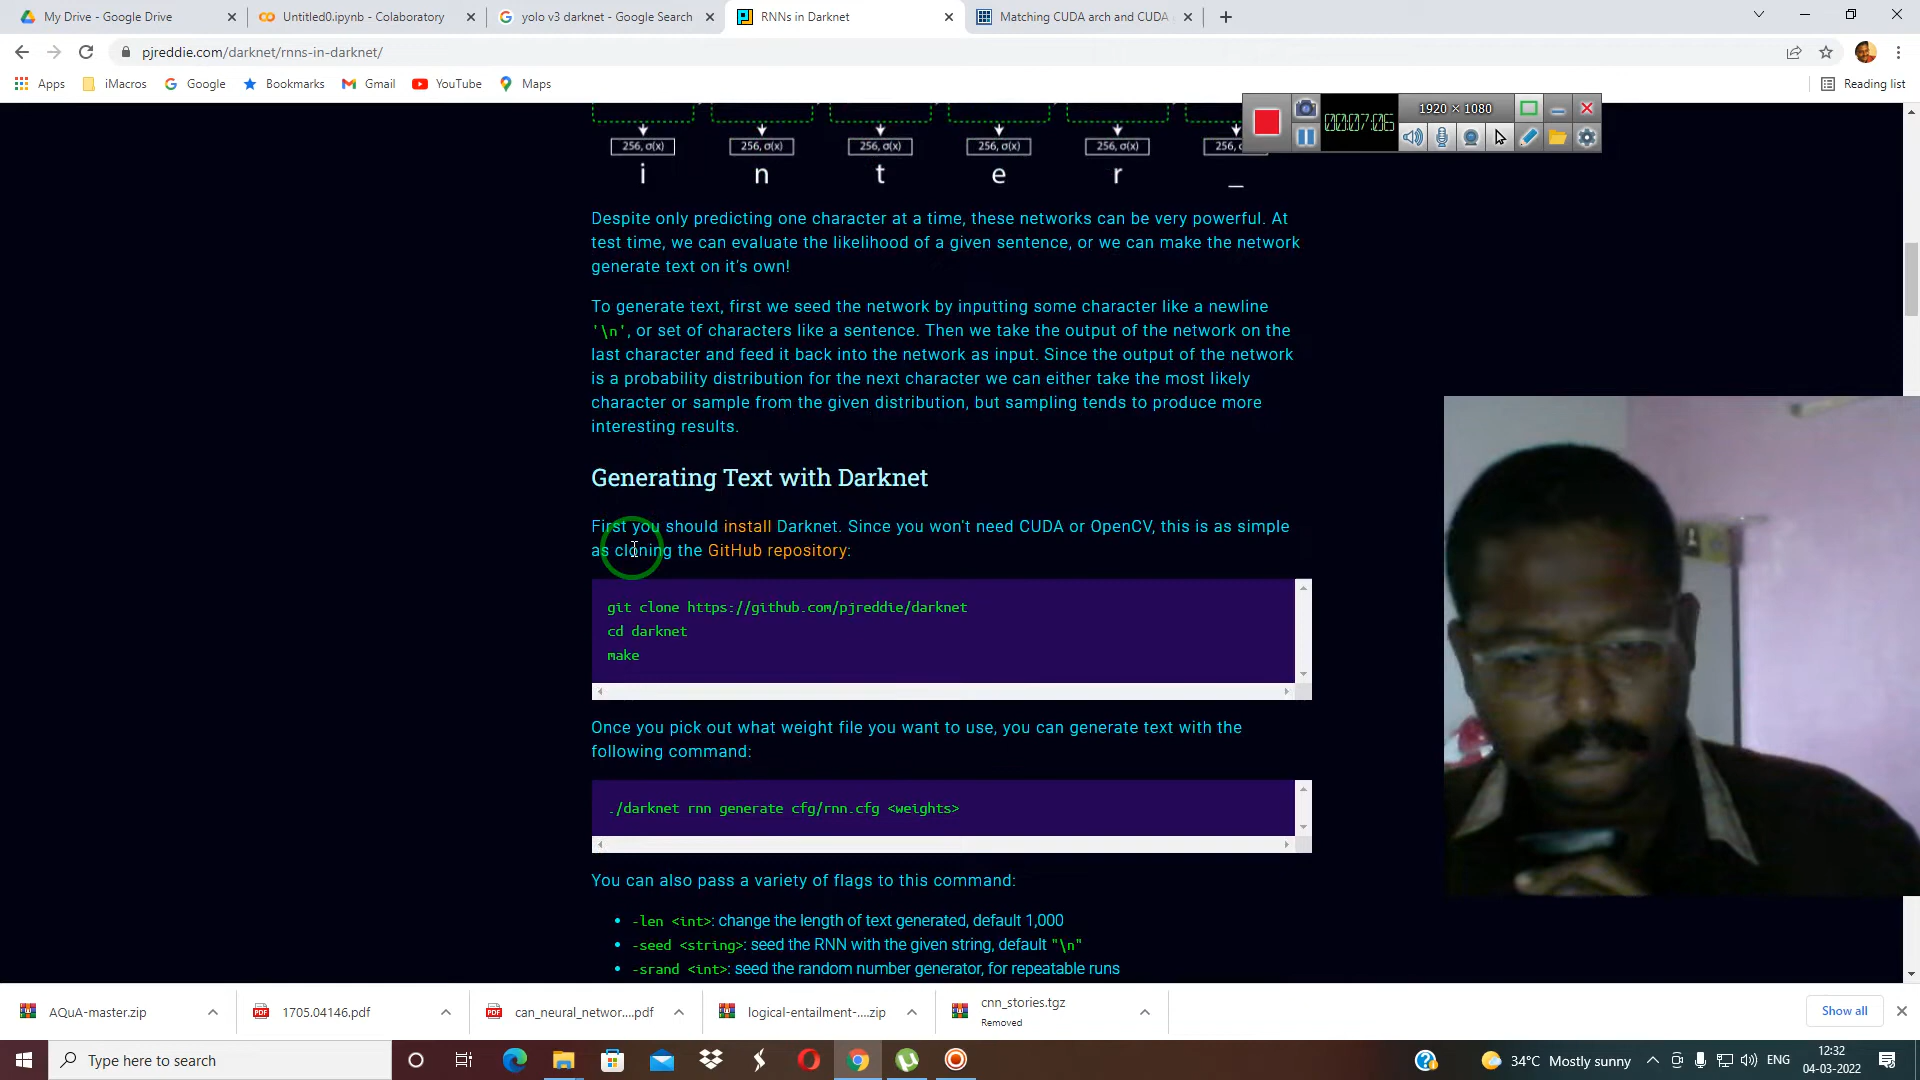 My Drive - Google Drive
Untitled0.ipynb - Colaboratory
yolo v3 darknet - Google Search
RNNs in Darknet
Matching CUDA arch and CUDA
pjreddie.com/darknet/rnns-in-darknet/
Apps
iMacros
Google
Bookmarks
Gmail
YouTube
Maps
Reading list
1920 × 1080
00:07:06
256, σ(x)
256, σ(x)
256, σ(x)
256, σ(x)
256, σ(x)
i n t e r _
Despite only predicting one character at a time, these networks can be very powerful. At
test time, we can evaluate the likelihood of a given sentence, or we can make the network
generate text on it's own!
To generate text, first we seed the network by inputting some character like a newline
'\n', or set of characters like a sentence. Then we take the output of the network on the
last character and feed it back into the network as input. Since the output of the network
is a probability distribution for the next character we can either take the most likely
character or sample from the given distribution, but sampling tends to produce more
interesting results.
Generating Text with Darknet
First you should install Darknet. Since you won't need CUDA or OpenCV, this is as simple
as cloning the GitHub repository:
git clone https://github.com/pjreddie/darknet
cd darknet
make
Once you pick out what weight file you want to use, you can generate text with the
following command:
./darknet rnn generate cfg/rnn.cfg <weights>
You can also pass a variety of flags to this command:
• -len <int>: change the length of text generated, default 1,000
• -seed <string>: seed the RNN with the given string, default "\n"
• -srand <int>: seed the random number generator, for repeatable runs
AQuA-master.zip
1705.04146.pdf
can_neural_networ....pdf
logical-entailment-....zip
cnn_stories.tgz
Removed
Show all
Type here to search
34°C Mostly sunny
ENG
12:32
04-03-2022